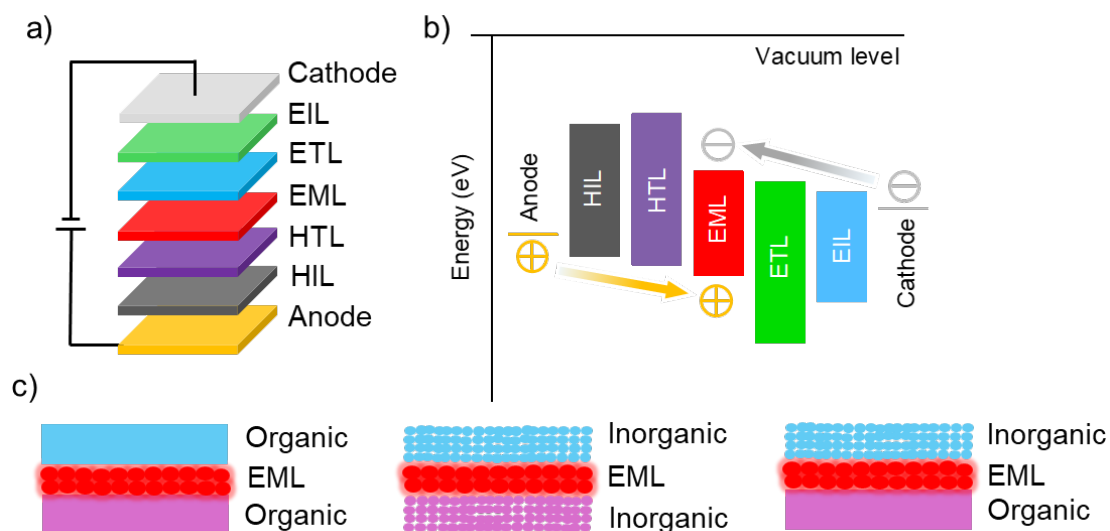 a)
Cathode
EIL
ETL
EML
HTL
HIL
Anode
b)
Vacuum level
Energy (eV)
Anode
HIL
HTL
EML
ETL
EIL
Cathode
c)
Organic
EML
Organic
Inorganic
EML
Inorganic
Inorganic
EML
Organic